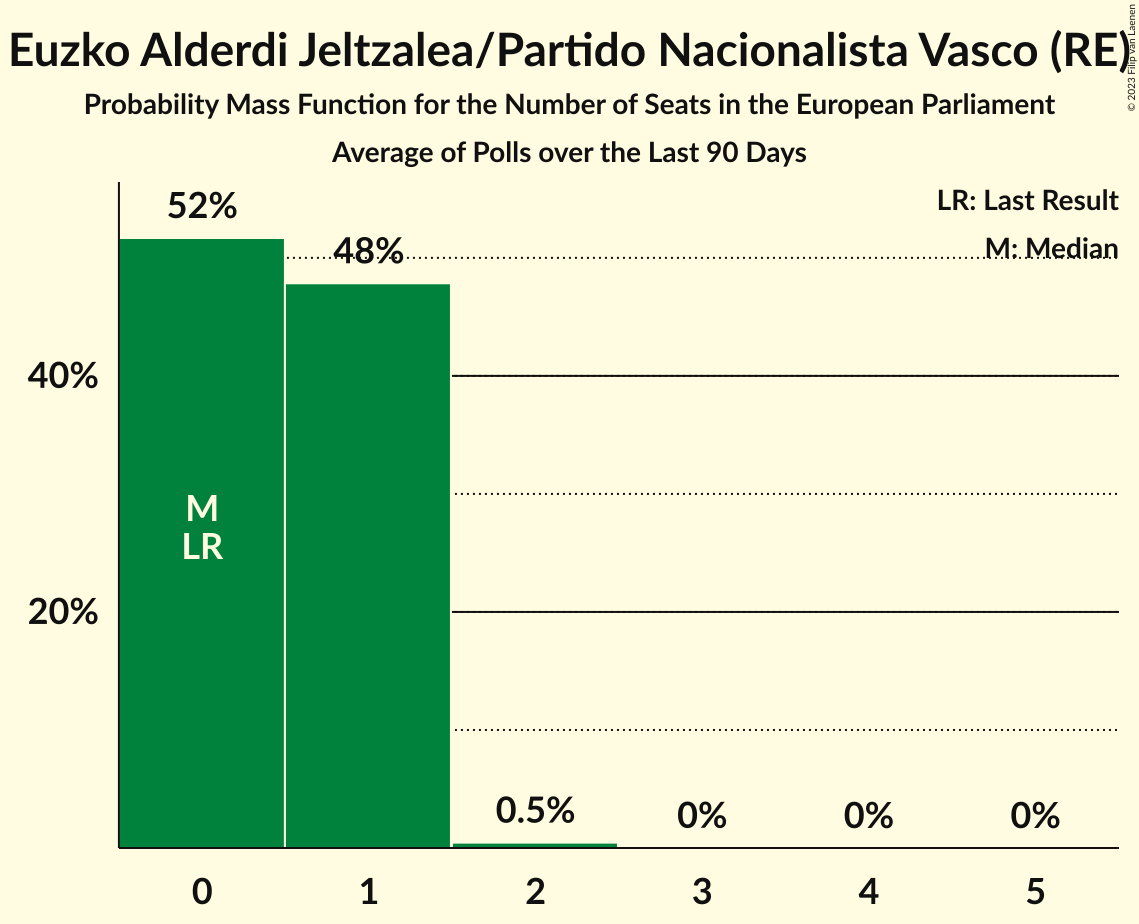 Euzko Alderdi Jeltzalea/Partido Nacionalista Vasco (RE)
© 2023 Filip van Laenen
Probability Mass Function for the Number of Seats in the European Parliament
Average of Polls over the Last 90 Days
LR: Last Result
M: Median
52%
48%
40%
20%
M
LR
0.5%
0%
0%
0%
0
1
2
3
4
5